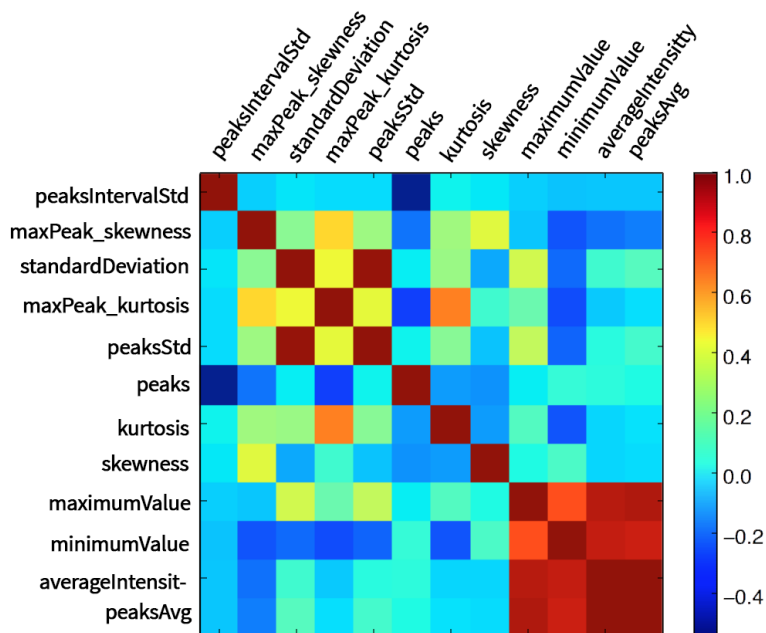 peaksIntervalStd
maxPeak_skewness
standardDeviation
maxPeak_kurtosis
peaksStd
peaks
kurtosis
skewness
maximumValue
minimumValue
averageIntensitty
peaksAvg
peaksIntervalStd
maxPeak_skewness
standardDeviation
maxPeak_kurtosis
peaksStd
peaks
kurtosis
skewness
maximumValue
minimumValue
averageIntensit-
peaksAvg
1.0
0.8
0.6
0.4
0.2
0.0
−0.2
−0.4